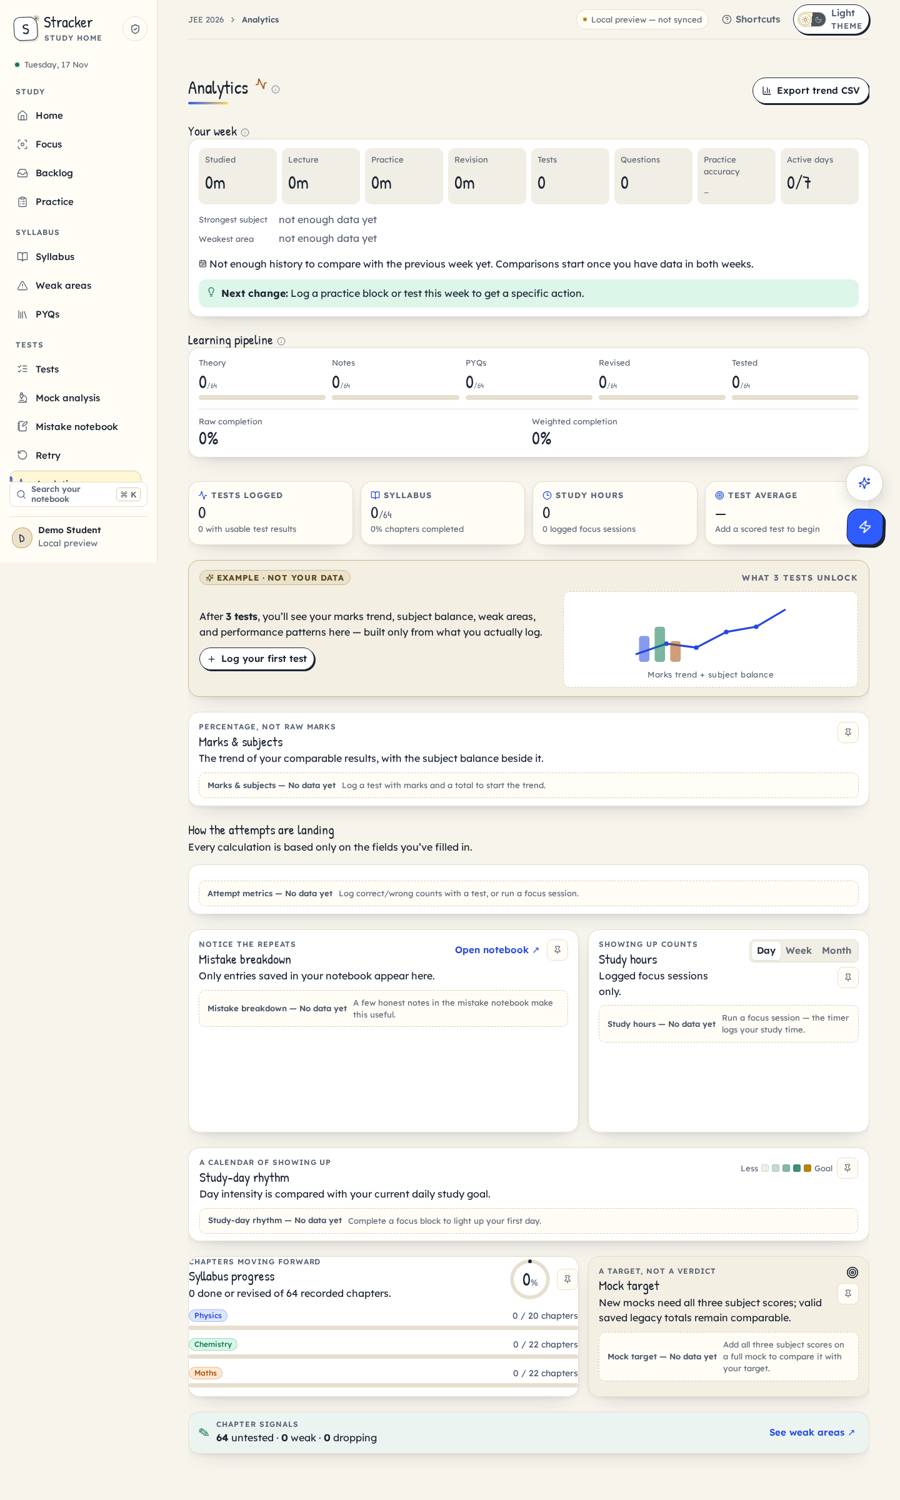 S
Stracker
STUDY HOME
Tuesday, 17 Nov
STUDY
Home
Focus
Backlog
Practice
SYLLABUS
Syllabus
Weak areas
PYQs
TESTS
Tests
Mock analysis
Mistake notebook
Retry
Search your
notebook
⌘ K
D
Demo Student
Local preview
JEE 2026 > Analytics
Local preview — not synced
Shortcuts
Light
THEME
Analytics
Export trend CSV
Your week
Studied
0m
Lecture
0m
Practice
0m
Revision
0m
Tests
0
Questions
0
Practice
accuracy
–
Active days
0/7
Strongest subject not enough data yet
Weakest area not enough data yet
Not enough history to compare with the previous week yet. Comparisons start once you have data in both weeks.
Next change: Log a practice block or test this week to get a specific action.
Learning pipeline
Theory
0/64
Notes
0/64
PYQs
0/64
Revised
0/64
Tested
0/64
Raw completion
0%
Weighted completion
0%
TESTS LOGGED
0
0 with usable test results
SYLLABUS
0/64
0% chapters completed
STUDY HOURS
0
0 logged focus sessions
TEST AVERAGE
—
Add a scored test to begin
EXAMPLE · NOT YOUR DATA
WHAT 3 TESTS UNLOCK
After 3 tests, you’ll see your marks trend, subject balance, weak areas,
and performance patterns here — built only from what you actually log.
+ Log your first test
Marks trend + subject balance
PERCENTAGE, NOT RAW MARKS
Marks & subjects
The trend of your comparable results, with the subject balance beside it.
Marks & subjects — No data yet Log a test with marks and a total to start the trend.
How the attempts are landing
Every calculation is based only on the fields you’ve filled in.
Attempt metrics — No data yet Log correct/wrong counts with a test, or run a focus session.
NOTICE THE REPEATS
Mistake breakdown
Only entries saved in your notebook appear here.
Open notebook ↗
Mistake breakdown — No data yet A few honest notes in the mistake notebook make
this useful.
SHOWING UP COUNTS
Study hours
Logged focus sessions
only.
Day Week Month
Study hours — No data yet Run a focus session — the timer
logs your study time.
A CALENDAR OF SHOWING UP
Study-day rhythm
Day intensity is compared with your current daily study goal.
Less Goal
Study-day rhythm — No data yet Complete a focus block to light up your first day.
CHAPTERS MOVING FORWARD
Syllabus progress
0 done or revised of 64 recorded chapters.
0%
Physics 0 / 20 chapters
Chemistry 0 / 22 chapters
Maths 0 / 22 chapters
A TARGET, NOT A VERDICT
Mock target
New mocks need all three subject scores; valid
saved legacy totals remain comparable.
Mock target — No data yet Add all three subject scores on
a full mock to compare it with
your target.
CHAPTER SIGNALS
64 untested · 0 weak · 0 dropping
See weak areas ↗